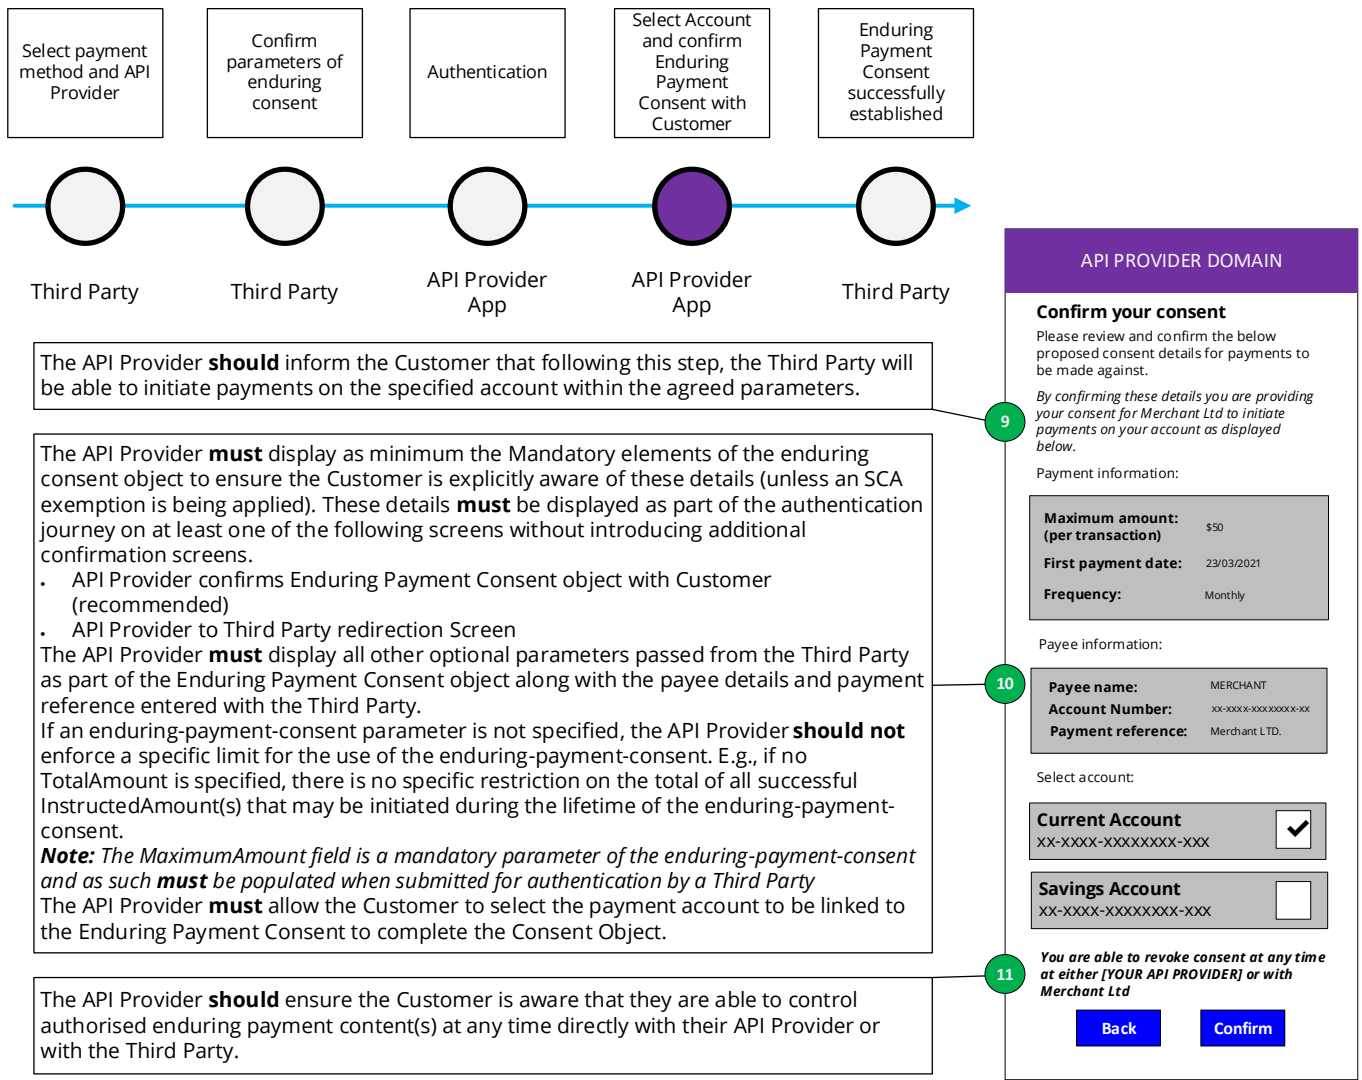 Select payment
method and API
Provider
Confirm
parameters of
enduring
consent
Authentication
Select Account
and confirm
Enduring
Payment
Consent with
Customer
Enduring
Payment
Consent
successfully
established
Third Party
Third Party
API Provider
App
API Provider
App
Third Party
The API Provider should inform the Customer that following this step, the Third Party will
be able to initiate payments on the specified account within the agreed parameters.
The API Provider must display as minimum the Mandatory elements of the enduring
consent object to ensure the Customer is explicitly aware of these details (unless an SCA
exemption is being applied). These details must be displayed as part of the authentication
journey on at least one of the following screens without introducing additional
confirmation screens.
• API Provider confirms Enduring Payment Consent object with Customer
(recommended)
• API Provider to Third Party redirection Screen
The API Provider must display all other optional parameters passed from the Third Party
as part of the Enduring Payment Consent object along with the payee details and payment
reference entered with the Third Party.
If an enduring-payment-consent parameter is not specified, the API Provider should not
enforce a specific limit for the use of the enduring-payment-consent. E.g., if no
TotalAmount is specified, there is no specific restriction on the total of all successful
InstructedAmount(s) that may be initiated during the lifetime of the enduring-payment-
consent.
Note: The MaximumAmount field is a mandatory parameter of the enduring-payment-consent
and as such must be populated when submitted for authentication by a Third Party
The API Provider must allow the Customer to select the payment account to be linked to
the Enduring Payment Consent to complete the Consent Object.
The API Provider should ensure the Customer is aware that they are able to control
authorised enduring payment content(s) at any time directly with their API Provider or
with the Third Party.
9
10
11
API PROVIDER DOMAIN
Confirm your consent
Please review and confirm the below
proposed consent details for payments to
be made against.
By confirming these details you are providing
your consent for Merchant Ltd to initiate
payments on your account as displayed
below.
Payment information:
Maximum amount:
(per transaction) $50
First payment date: 23/03/2021
Frequency: Monthly
Payee information:
Payee name: MERCHANT
Account Number: xx-xxxx-xxxxxxxx-xx
Payment reference: Merchant LTD.
Select account:
Current Account
xx-xxxx-xxxxxxxx-xxx
Savings Account
xx-xxxx-xxxxxxxx-xxx
You are able to revoke consent at any time
at either [YOUR API PROVIDER] or with
Merchant Ltd
Back Confirm